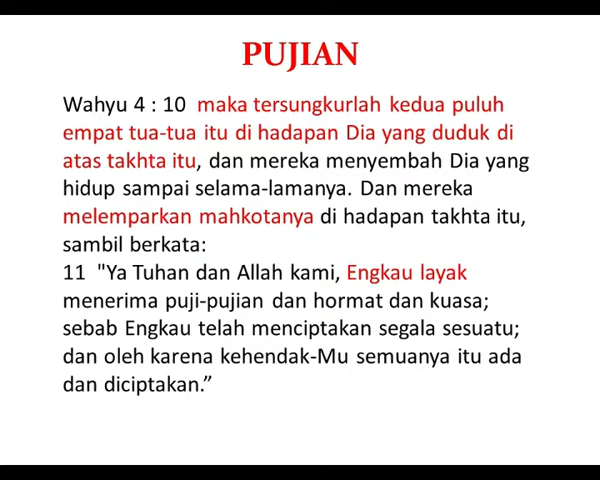 PUJIAN
Wahyu 4 : 10  maka tersungkurlah kedua puluh
empat tua-tua itu di hadapan Dia yang duduk di
atas takhta itu, dan mereka menyembah Dia yang
hidup sampai selama-lamanya. Dan mereka
melemparkan mahkotanya di hadapan takhta itu,
sambil berkata:
11  "Ya Tuhan dan Allah kami, Engkau layak
menerima puji-pujian dan hormat dan kuasa;
sebab Engkau telah menciptakan segala sesuatu;
dan oleh karena kehendak-Mu semuanya itu ada
dan diciptakan.”